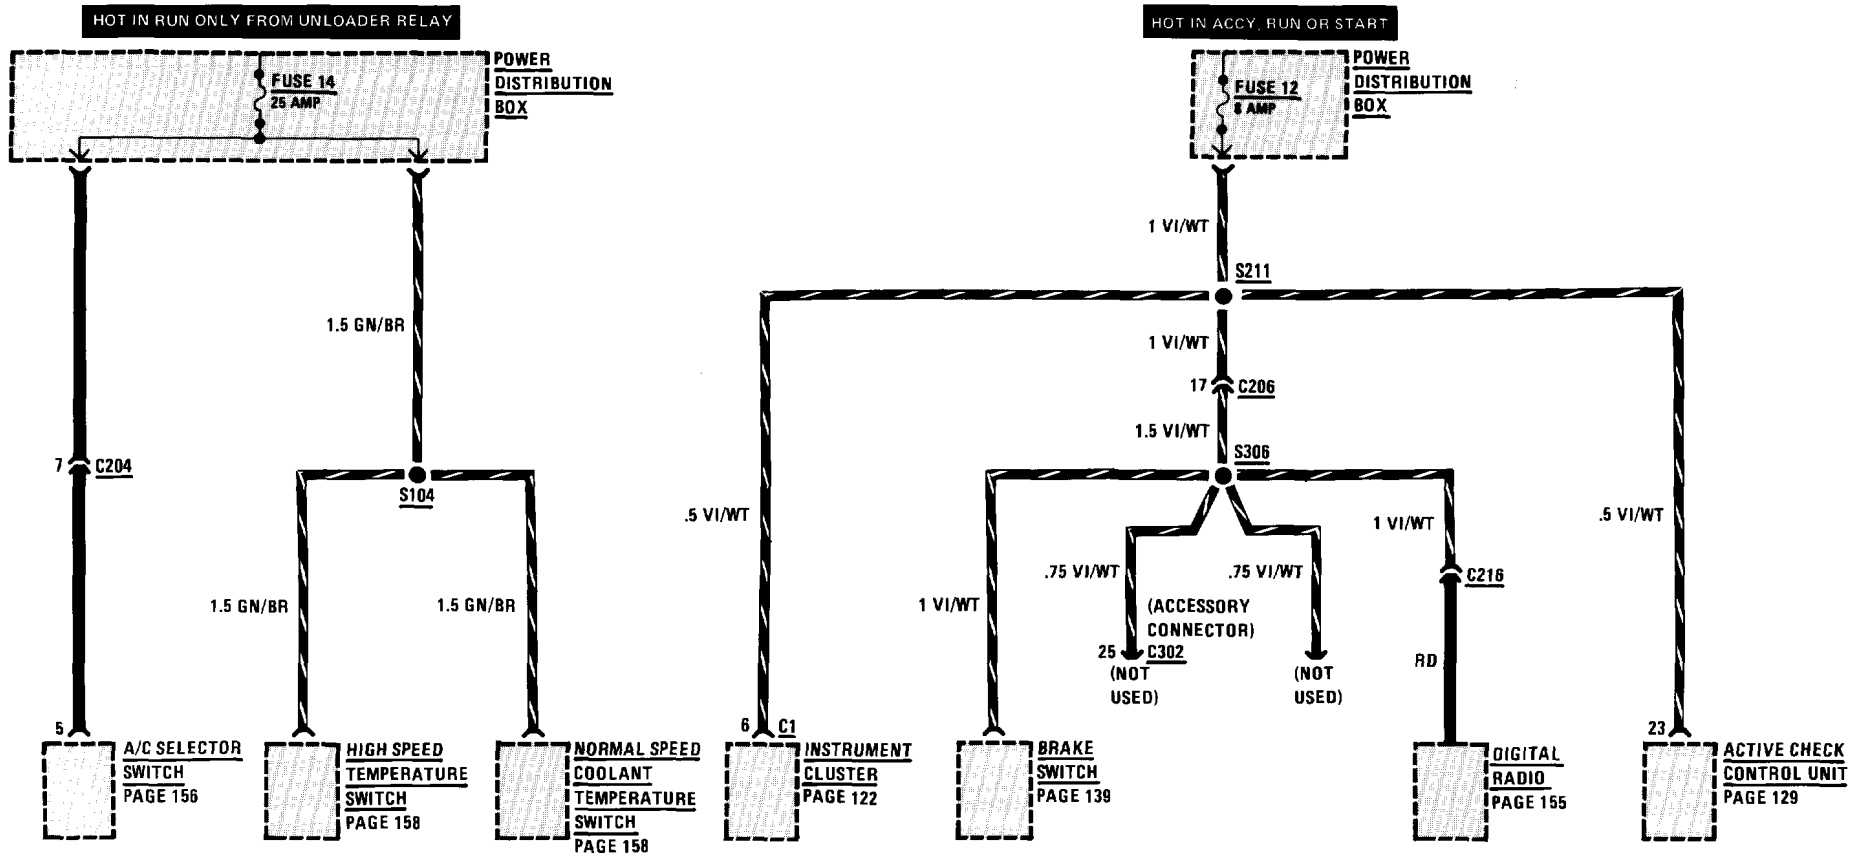 HOT IN RUN ONLY FROM UNLOADER RELAY
FUSE 14
25 AMP
POWER
DISTRIBUTION
BOX
HOT IN ACCY, RUN OR START
FUSE 12
8 AMP
POWER
DISTRIBUTION
BOX
1 VI/WT
S211
1.5 GN/BR
1 VI/WT
17
C206
1.5 VI/WT
S306
7
C204
S104
.5 VI/WT
1 VI/WT
.5 VI/WT
.75 VI/WT
.75 VI/WT
C216
1.5 GN/BR
1.5 GN/BR
1 VI/WT
(ACCESSORY
CONNECTOR)
25
C302
(NOT
USED)
(NOT
USED)
RD
5
A/C SELECTOR
SWITCH
PAGE 156
HIGH SPEED
TEMPERATURE
SWITCH
PAGE 158
NORMAL SPEED
COOLANT
TEMPERATURE
SWITCH
PAGE 158
6
C1
INSTRUMENT
CLUSTER
PAGE 122
BRAKE
SWITCH
PAGE 139
DIGITAL
RADIO
PAGE 155
23
ACTIVE CHECK
CONTROL UNIT
PAGE 129